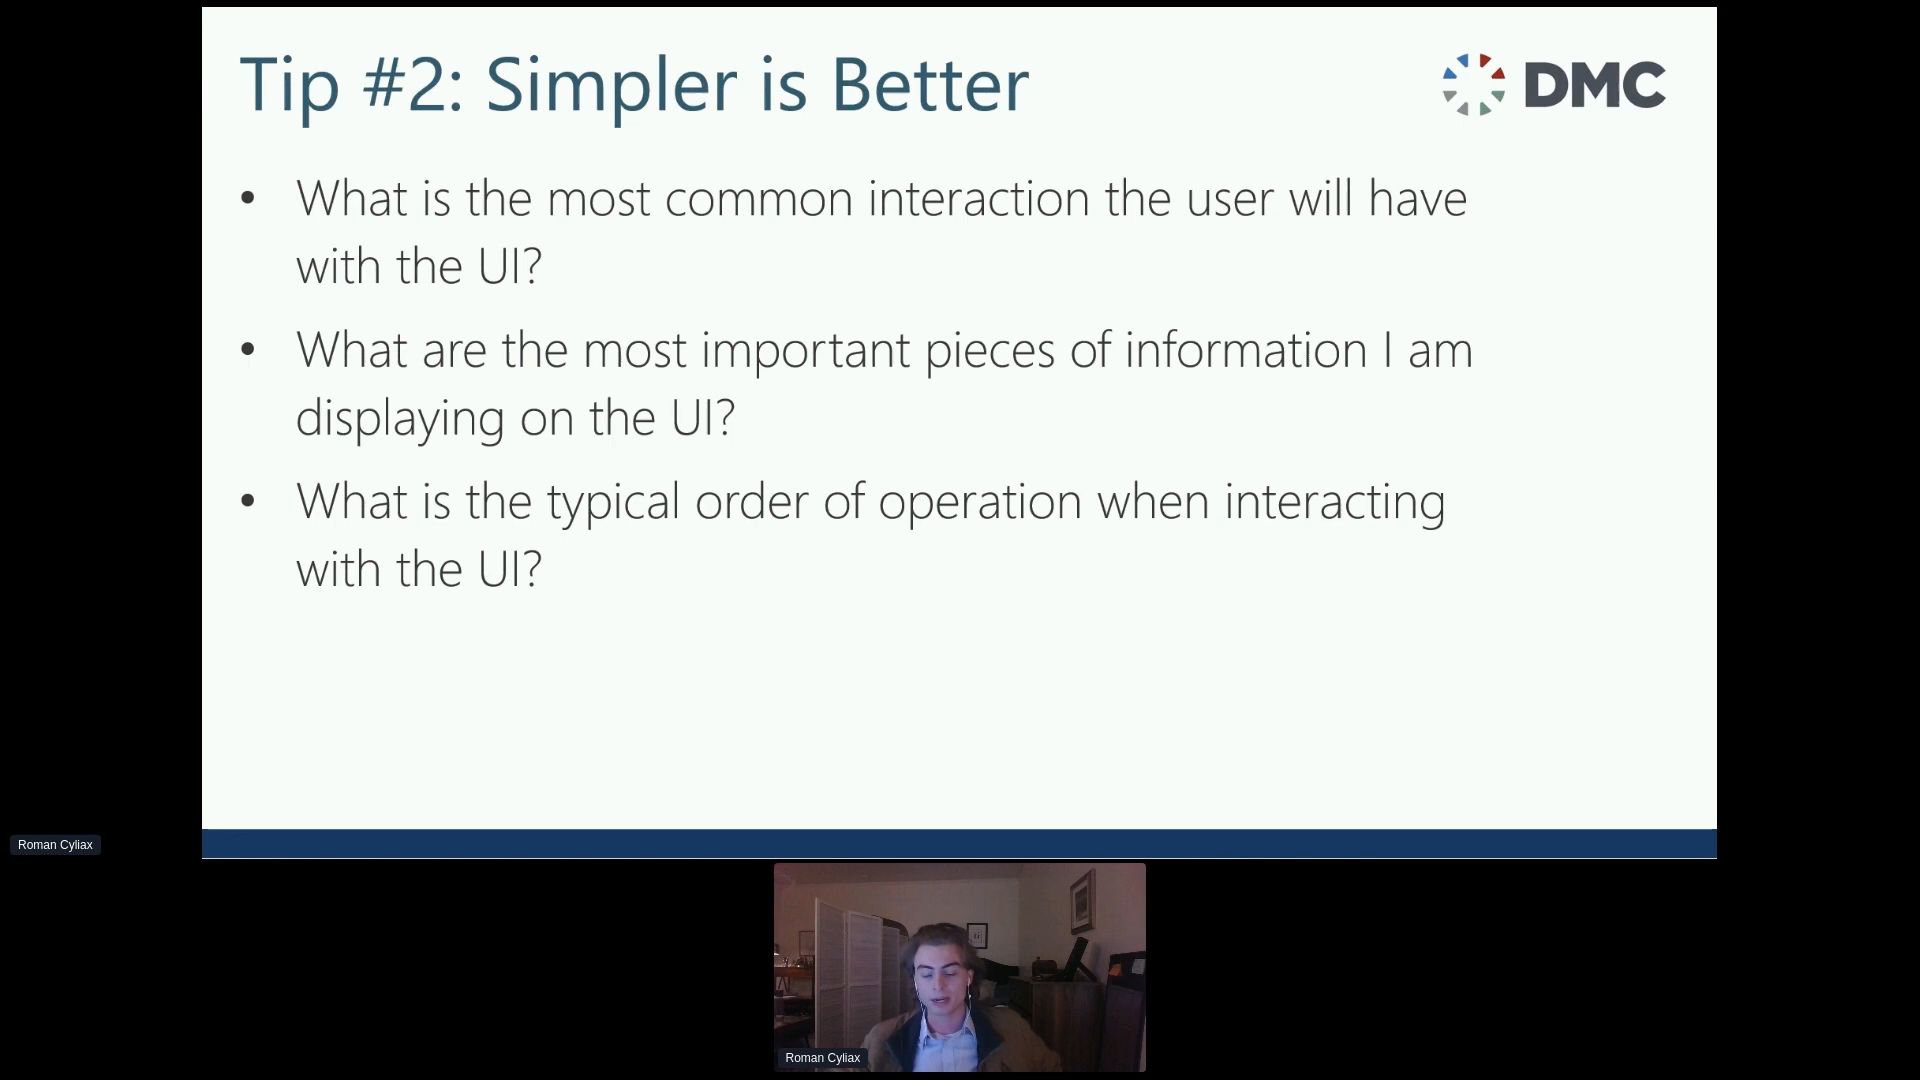 Tip #2: Simpler is Better
DMC
• What is the most common interaction the user will have
with the UI?
• What are the most important pieces of information I am
displaying on the UI?
• What is the typical order of operation when interacting
with the UI?
Roman Cyliax
Roman Cyliax